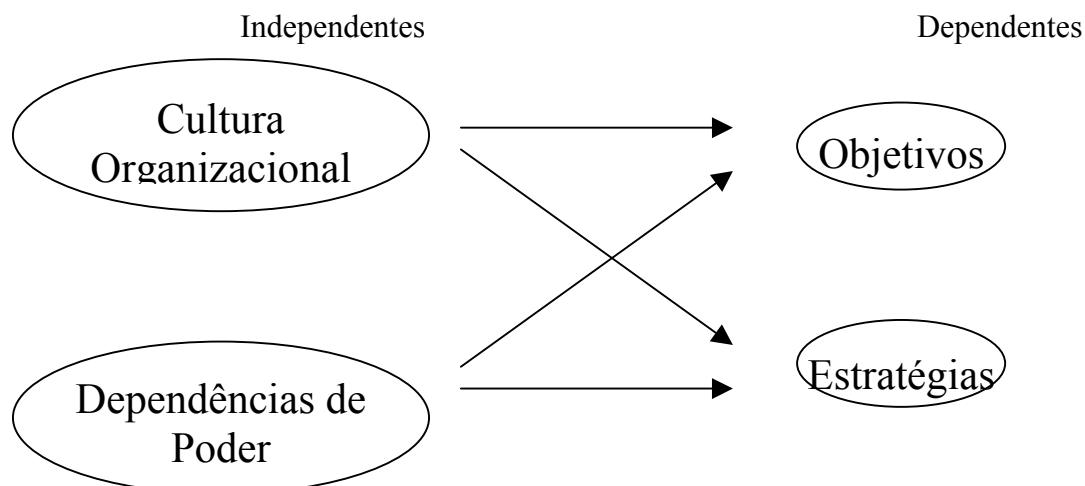 Independentes
Dependentes
Cultura
Organizacional
Objetivos
Dependências de
Poder
Estratégias